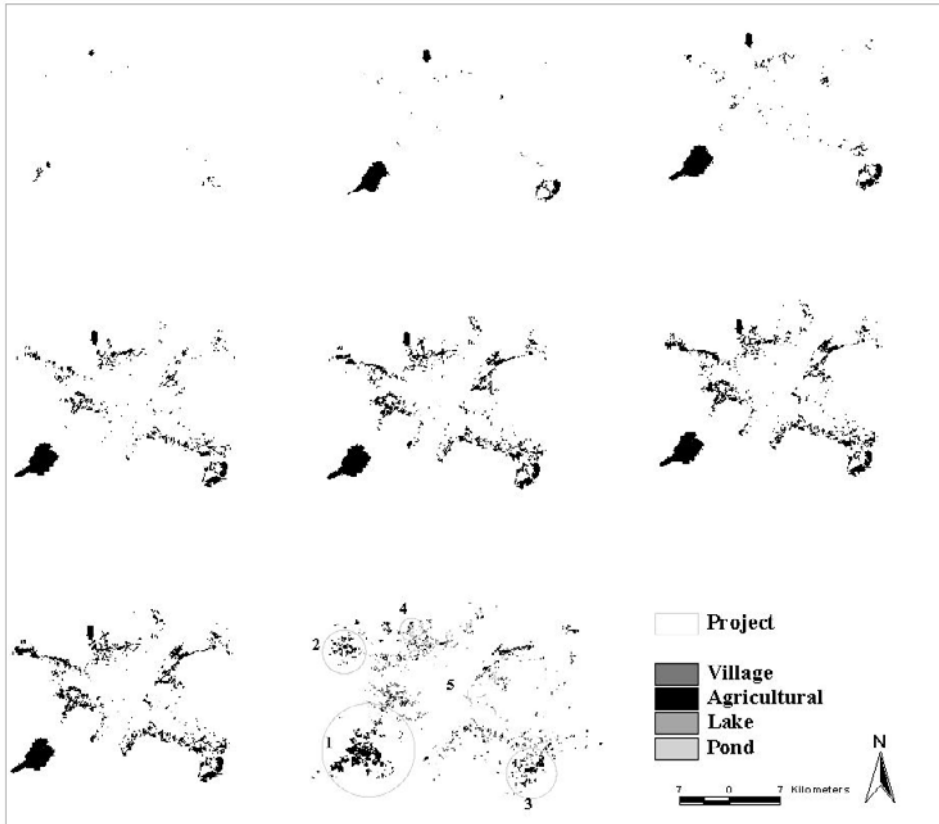 4
2
5
1
3
Project
Village
Agricultural
Lake
Pond
N
7 0 7 Kilometers